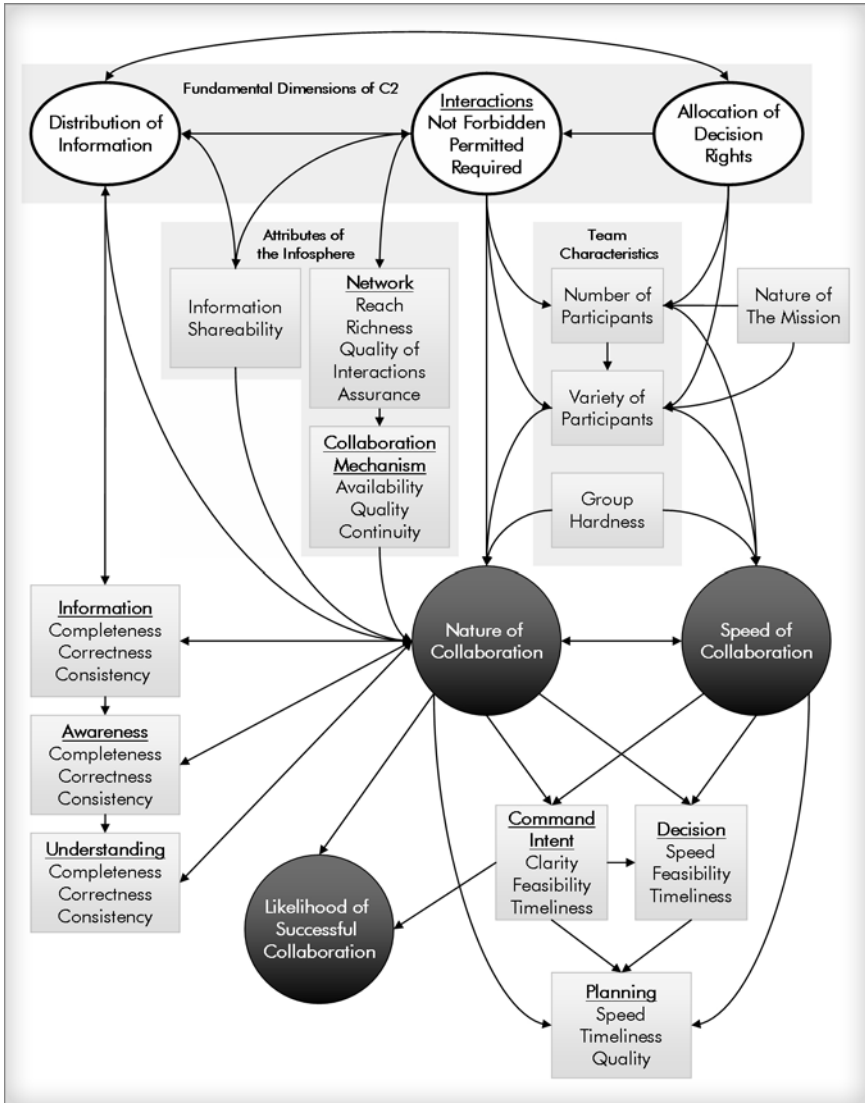 Fundamental Dimensions of C2
Distribution of
Information
Interactions
Not Forbidden
Permitted
Required
Allocation of
Decision
Rights
Attributes of
the Infosphere
Information
Shareability
Network
Reach
Richness
Quality of
Interactions
Assurance
Collaboration
Mechanism
Availability
Quality
Continuity
Team
Characteristics
Number of
Participants
Variety of
Participants
Group
Hardness
Nature of
The Mission
Information
Completeness
Correctness
Consistency
Awareness
Completeness
Correctness
Consistency
Understanding
Completeness
Correctness
Consistency
Nature of
Collaboration
Speed of
Collaboration
Likelihood of
Successful
Collaboration
Command
Intent
Clarity
Feasibility
Timeliness
Decision
Speed
Feasibility
Timeliness
Planning
Speed
Timeliness
Quality